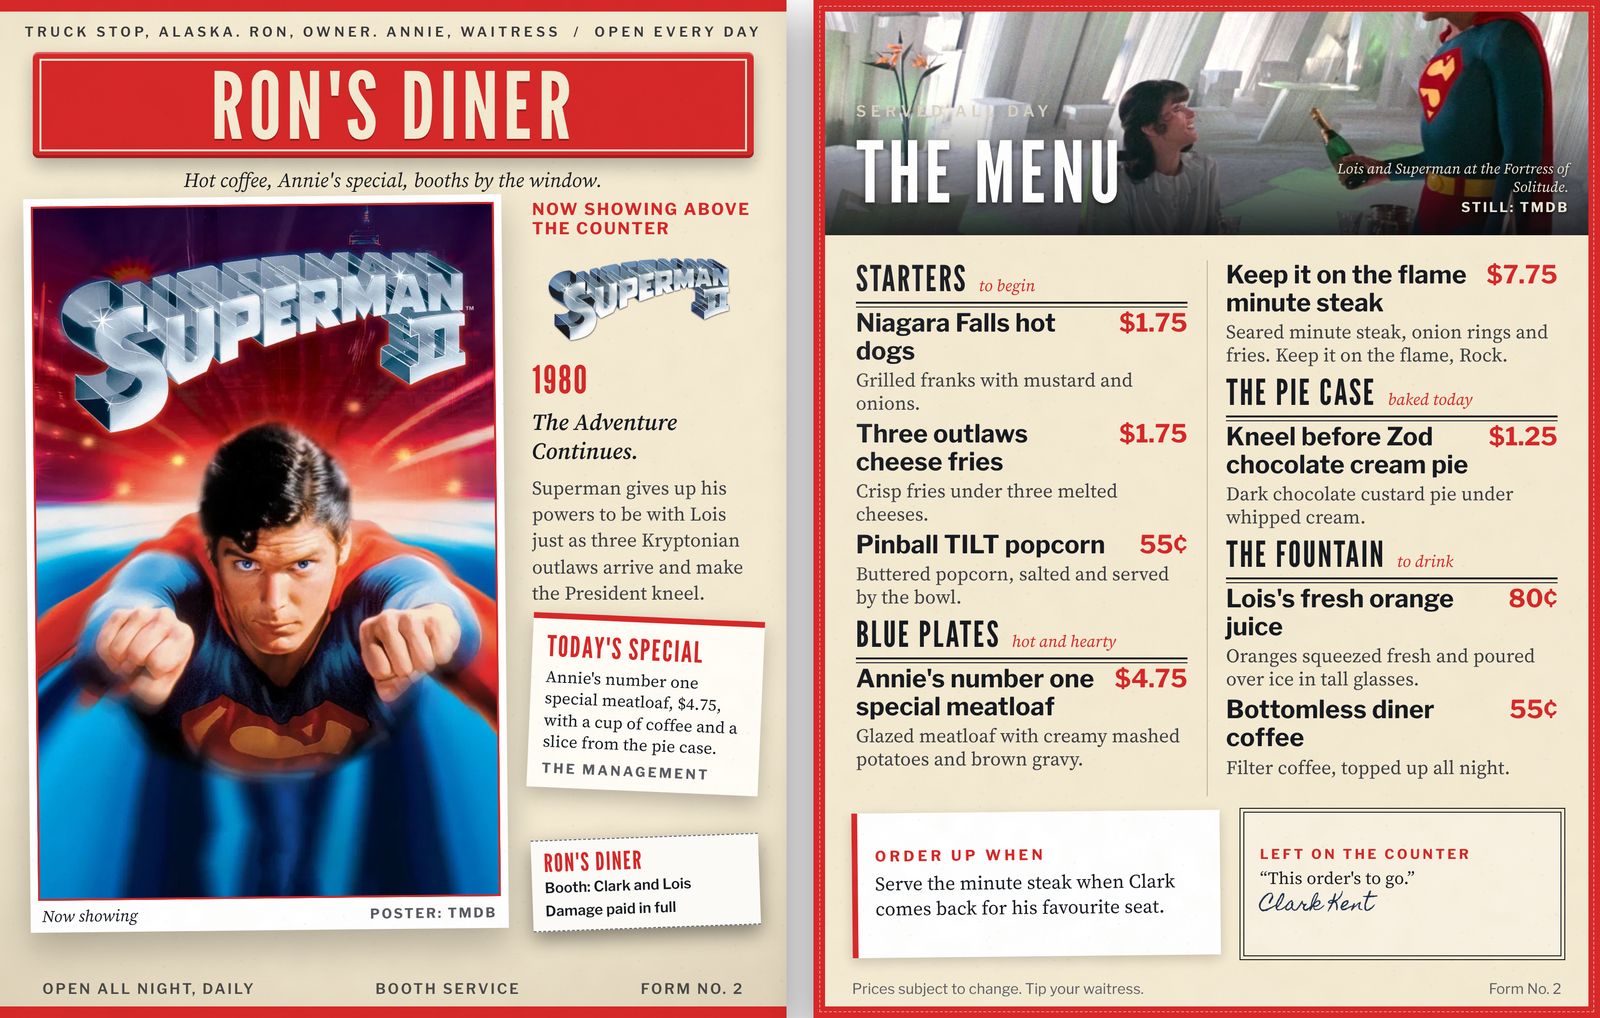 TRUCK STOP, ALASKA. RON, OWNER. ANNIE, WAITRESS / OPEN EVERY DAY
RON'S DINER
Hot coffee, Annie's special, booths by the window.
SUPERMAN II™
Now showing
POSTER: TMDB
NOW SHOWING ABOVE
THE COUNTER
SUPERMAN II
1980
The Adventure
Continues.
Superman gives up his
powers to be with Lois
just as three Kryptonian
outlaws arrive and make
the President kneel.
TODAY'S SPECIAL
Annie's number one
special meatloaf, $4.75,
with a cup of coffee and a
slice from the pie case.
THE MANAGEMENT
RON'S DINER
Booth: Clark and Lois
Damage paid in full
OPEN ALL NIGHT, DAILY
BOOTH SERVICE
FORM NO. 2
SERVED ALL DAY
THE MENU
Lois and Superman at the Fortress of
Solitude.
STILL: TMDB
STARTERS to begin
Niagara Falls hot $1.75
dogs
Grilled franks with mustard and
onions.
Three outlaws $1.75
cheese fries
Crisp fries under three melted
cheeses.
Pinball TILT popcorn 55¢
Buttered popcorn, salted and served
by the bowl.
BLUE PLATES hot and hearty
Annie's number one $4.75
special meatloaf
Glazed meatloaf with creamy mashed
potatoes and brown gravy.
Keep it on the flame $7.75
minute steak
Seared minute steak, onion rings and
fries. Keep it on the flame, Rock.
THE PIE CASE baked today
Kneel before Zod $1.25
chocolate cream pie
Dark chocolate custard pie under
whipped cream.
THE FOUNTAIN to drink
Lois's fresh orange 80¢
juice
Oranges squeezed fresh and poured
over ice in tall glasses.
Bottomless diner 55¢
coffee
Filter coffee, topped up all night.
ORDER UP WHEN
Serve the minute steak when Clark
comes back for his favourite seat.
LEFT ON THE COUNTER
“This order's to go.”
Clark Kent
Prices subject to change. Tip your waitress.
Form No. 2